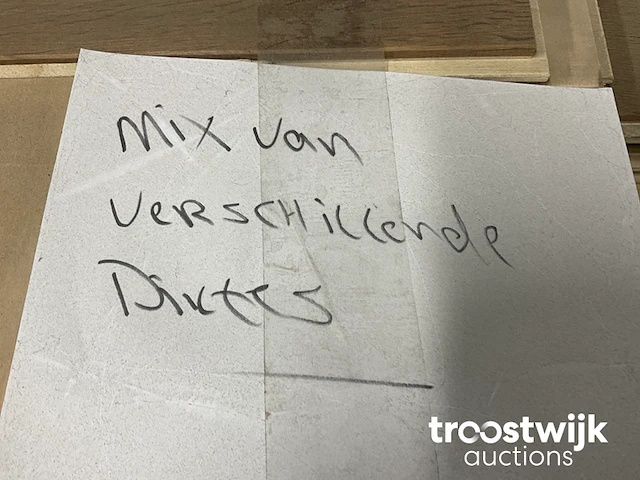 Mix van
VERSCHILLENDE
Diktes
troostwijk
auctions